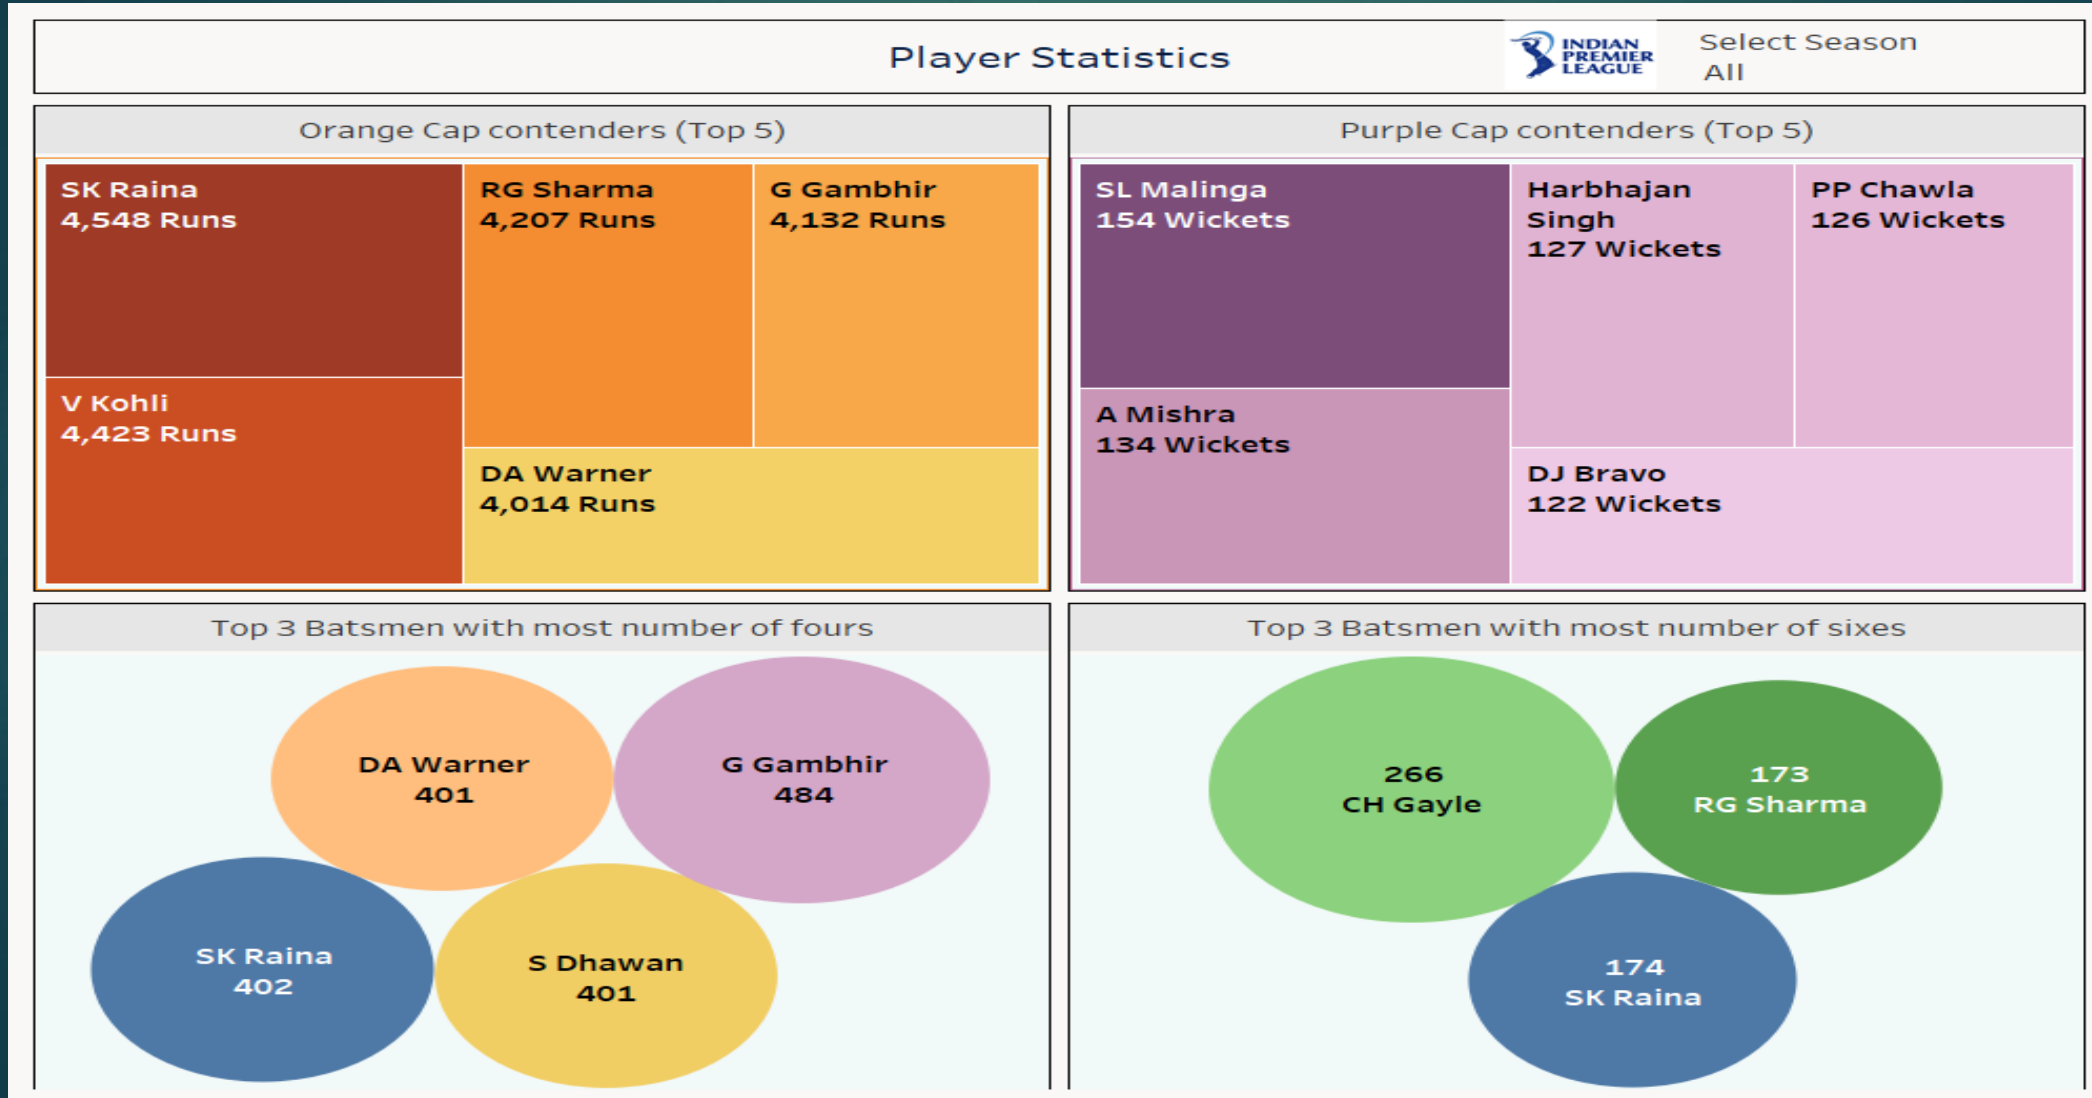 Player Statistics
INDIAN
PREMIER
LEAGUE
Select Season
All
Orange Cap contenders (Top 5)
SK Raina
4,548 Runs
RG Sharma
4,207 Runs
G Gambhir
4,132 Runs
V Kohli
4,423 Runs
DA Warner
4,014 Runs
Purple Cap contenders (Top 5)
SL Malinga
154 Wickets
Harbhajan
Singh
127 Wickets
PP Chawla
126 Wickets
A Mishra
134 Wickets
DJ Bravo
122 Wickets
Top 3 Batsmen with most number of fours
DA Warner
401
G Gambhir
484
SK Raina
402
S Dhawan
401
Top 3 Batsmen with most number of sixes
266
CH Gayle
173
RG Sharma
174
SK Raina